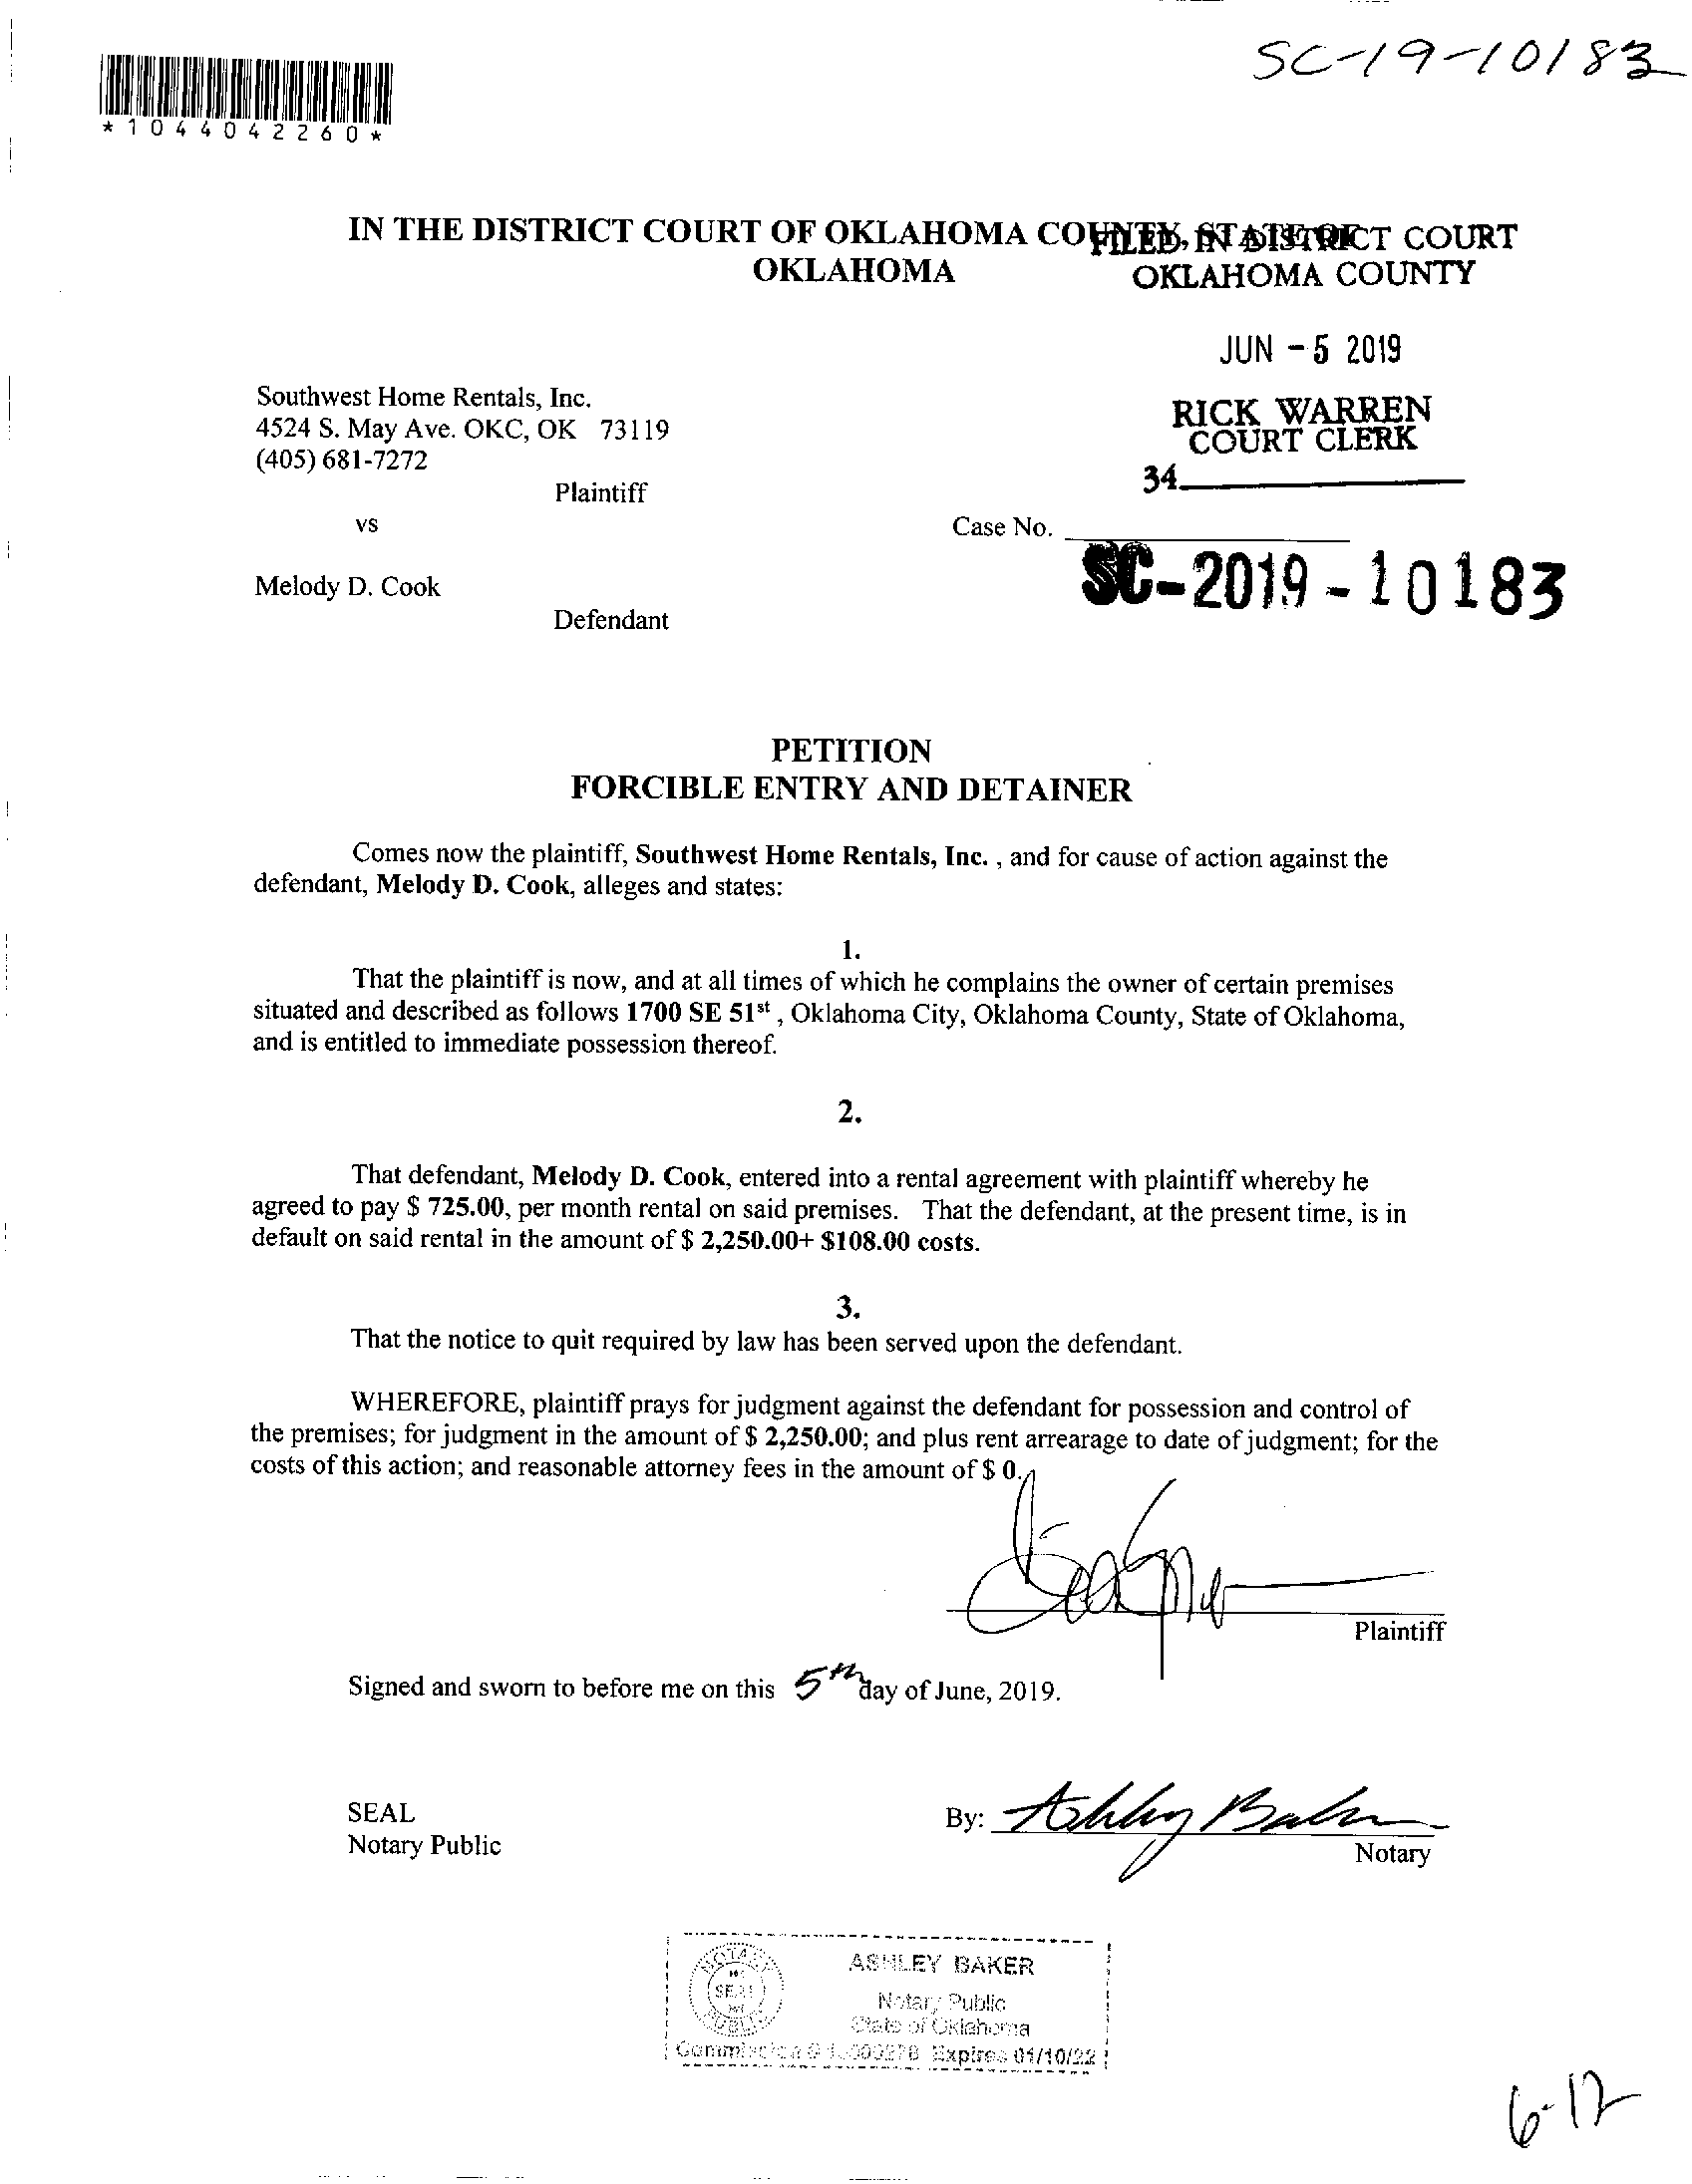 SC-19-10183
*1044042260*
IN THE DISTRICT COURT OF OKLAHOMA COUNTY, STATE OF
OKLAHOMA
FILED IN DISTRICT COURT
OKLAHOMA COUNTY
JUN - 5 2019
RICK WARREN
COURT CLERK
34
Southwest Home Rentals, Inc.
4524 S. May Ave. OKC, OK 73119
(405) 681-7272
Plaintiff
vs
Case No.
SC-2019-10183
Melody D. Cook
Defendant
PETITION
FORCIBLE ENTRY AND DETAINER
Comes now the plaintiff, Southwest Home Rentals, Inc. , and for cause of action against the
defendant, Melody D. Cook, alleges and states:
1.
That the plaintiff is now, and at all times of which he complains the owner of certain premises
situated and described as follows 1700 SE 51st , Oklahoma City, Oklahoma County, State of Oklahoma,
and is entitled to immediate possession thereof.
2.
That defendant, Melody D. Cook, entered into a rental agreement with plaintiff whereby he
agreed to pay $ 725.00, per month rental on said premises. That the defendant, at the present time, is in
default on said rental in the amount of $ 2,250.00+ $108.00 costs.
3.
That the notice to quit required by law has been served upon the defendant.
WHEREFORE, plaintiff prays for judgment against the defendant for possession and control of
the premises; for judgment in the amount of $ 2,250.00; and plus rent arrearage to date of judgment; for the
costs of this action; and reasonable attorney fees in the amount of $ 0.
Plaintiff
Signed and sworn to before me on this 5th day of June, 2019.
SEAL
Notary Public
By: Ashley Baker
Notary
NOTARY
SEAL
PUBLIC
ASHLEY BAKER
Notary Public
State of Oklahoma
Commission # Expires 01/10/22
6-12